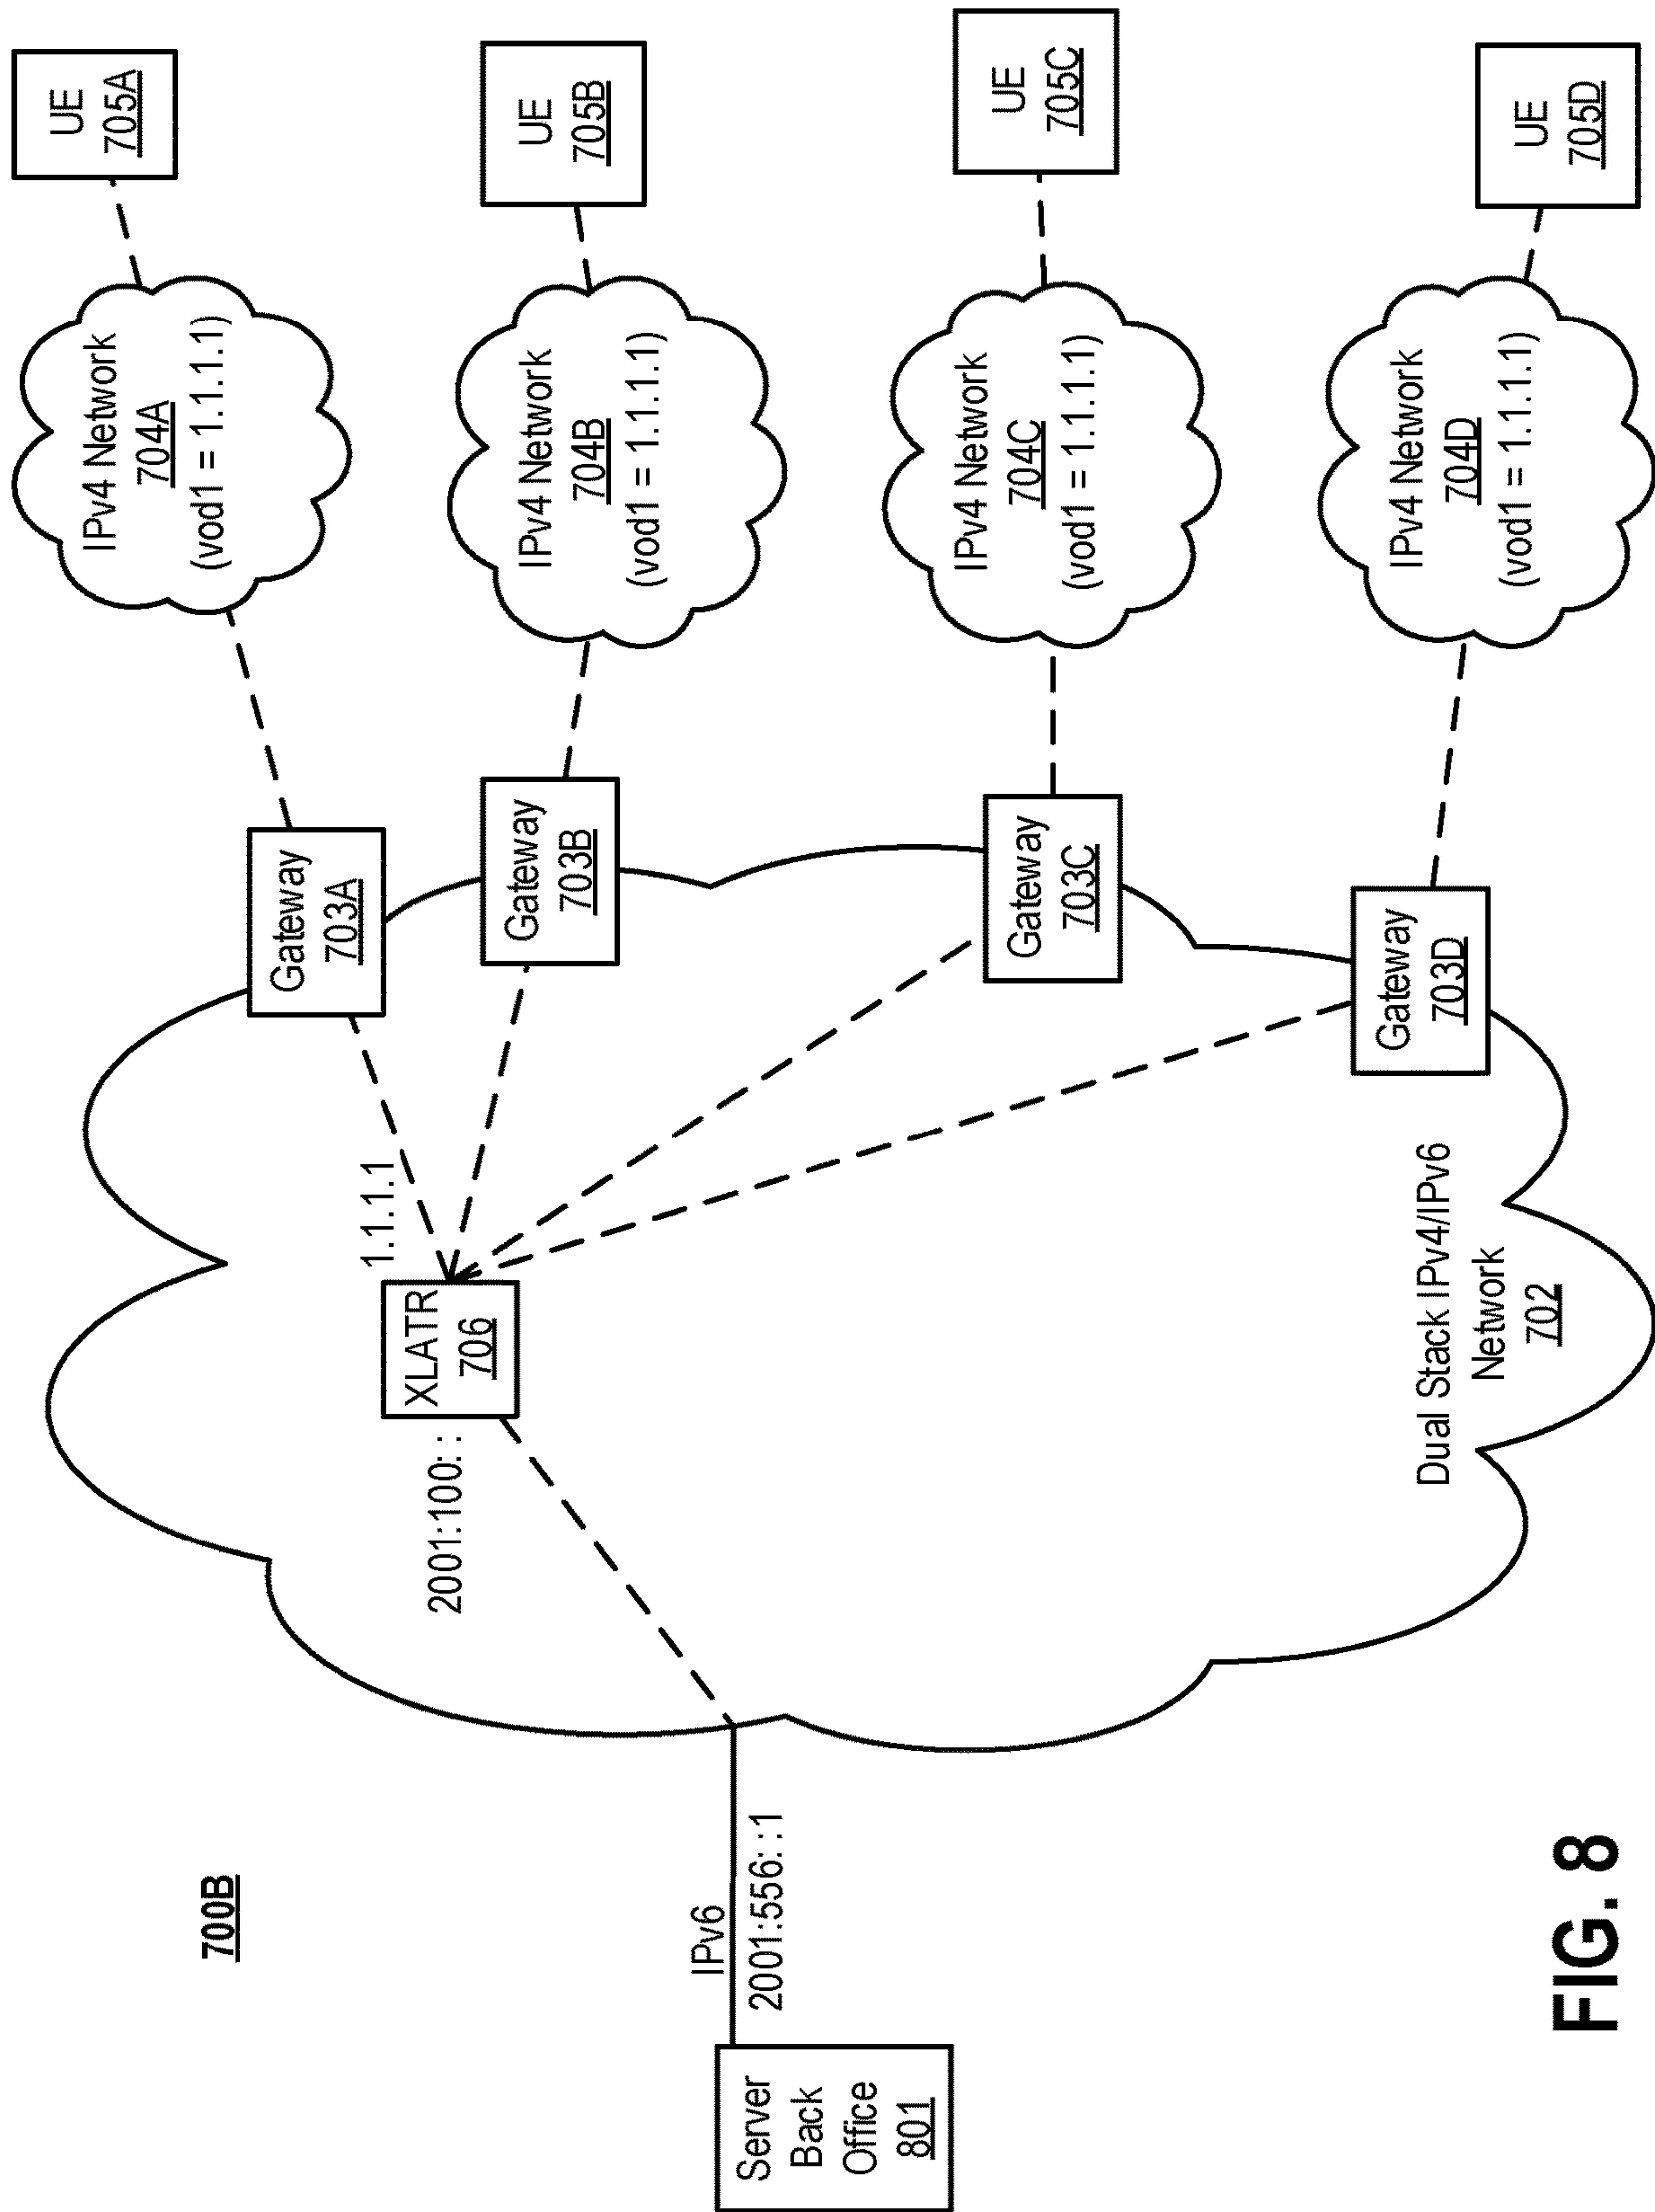 700B
Server
Back
Office
801
IPv6
2001:556: :1
2001:100: :
XLATR
706
1.1.1.1
Dual Stack IPv4/IPv6
Network
702
Gateway
703A
Gateway
703B
Gateway
703C
Gateway
703D
IPv4 Network
704A
(vod1 = 1.1.1.1)
IPv4 Network
704B
(vod1 = 1.1.1.1)
IPv4 Network
704C
(vod1 = 1.1.1.1)
IPv4 Network
704D
(vod1 = 1.1.1.1)
UE
705A
UE
705B
UE
705C
UE
705D
FIG. 8